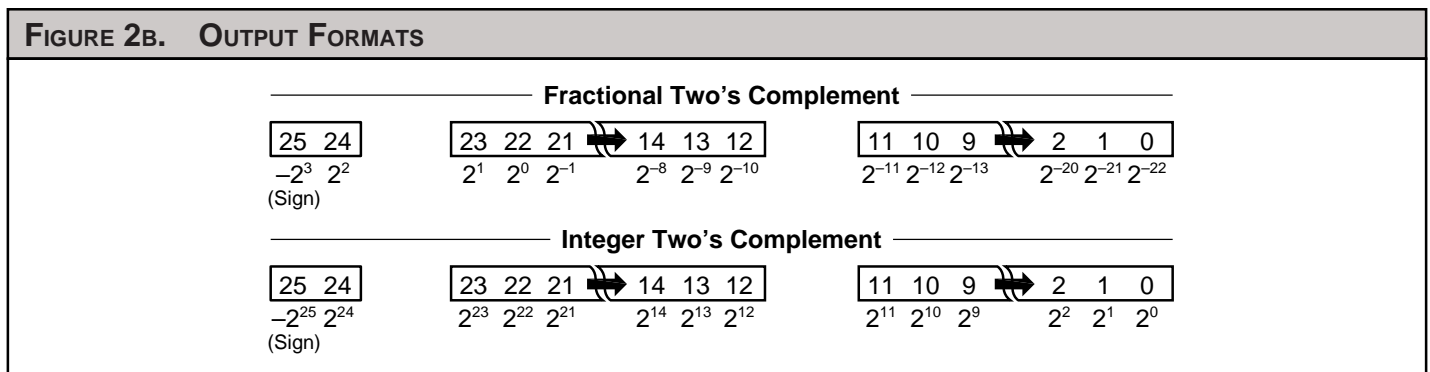 FIGURE 2B. OUTPUT FORMATS
Fractional Two's Complement
25 24 23 22 21 14 13 12 11 10 9 2 1 0
–2³ 2² 2¹ 2⁰ 2⁻¹ 2⁻⁸ 2⁻⁹ 2⁻¹⁰ 2⁻¹¹ 2⁻¹² 2⁻¹³ 2⁻²⁰ 2⁻²¹ 2⁻²²
(Sign)
Integer Two's Complement
25 24 23 22 21 14 13 12 11 10 9 2 1 0
–2²⁵ 2²⁴ 2²³ 2²² 2²¹ 2¹⁴ 2¹³ 2¹² 2¹¹ 2¹⁰ 2⁹ 2² 2¹ 2⁰
(Sign)